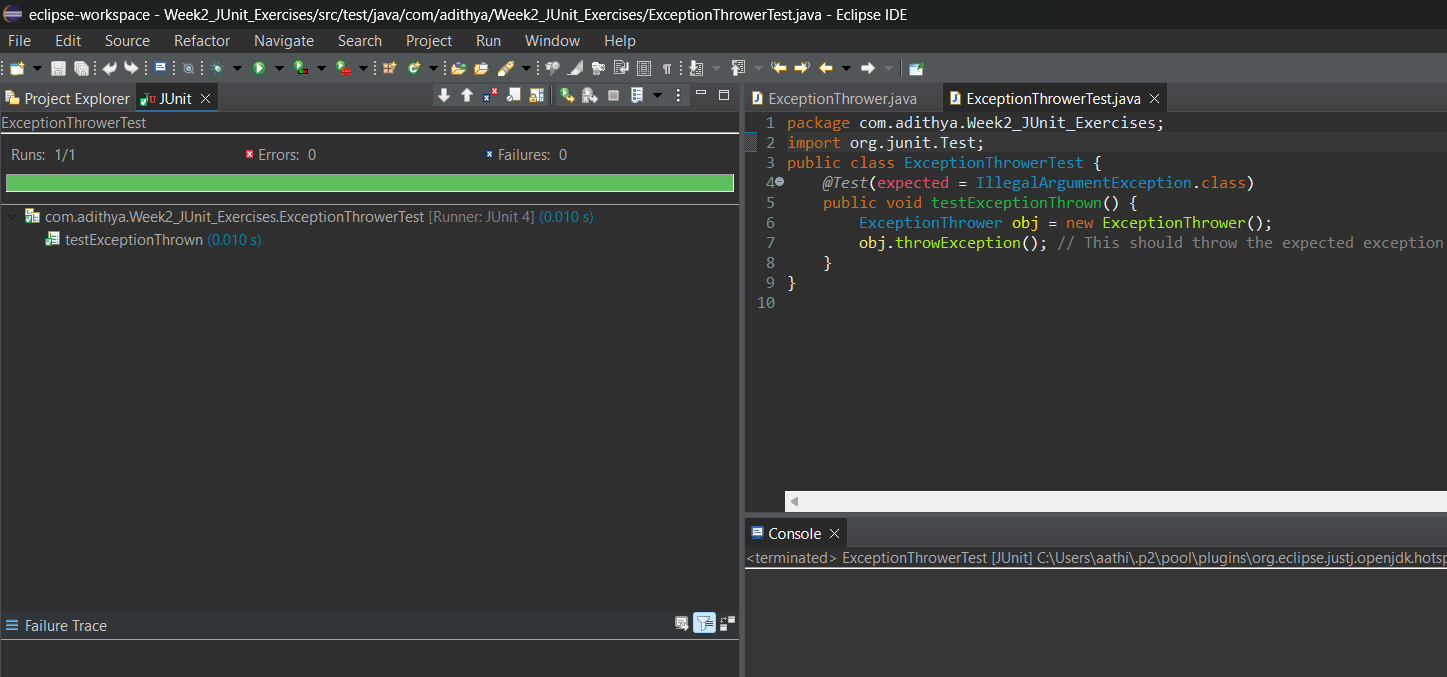 eclipse-workspace - Week2_JUnit_Exercises/src/test/java/com/adithya/Week2_JUnit_Exercises/ExceptionThrowerTest.java - Eclipse IDE
File Edit Source Refactor Navigate Search Project Run Window Help
Project Explorer JUnit
ExceptionThrowerTest
Runs: 1/1 Errors: 0 Failures: 0
com.adithya.Week2_JUnit_Exercises.ExceptionThrowerTest [Runner: JUnit 4] (0.010 s)
testExceptionThrown (0.010 s)
Failure Trace
ExceptionThrower.java ExceptionThrowerTest.java
1 package com.adithya.Week2_JUnit_Exercises;
2 import org.junit.Test;
3 public class ExceptionThrowerTest {
4 @Test(expected = IllegalArgumentException.class)
5 public void testExceptionThrown() {
6 ExceptionThrower obj = new ExceptionThrower();
7 obj.throwException(); // This should throw the expected exception
8 }
9 }
10
Console
<terminated> ExceptionThrowerTest [JUnit] C:\Users\aathi\.p2\pool\plugins\org.eclipse.justj.openjdk.hotsp